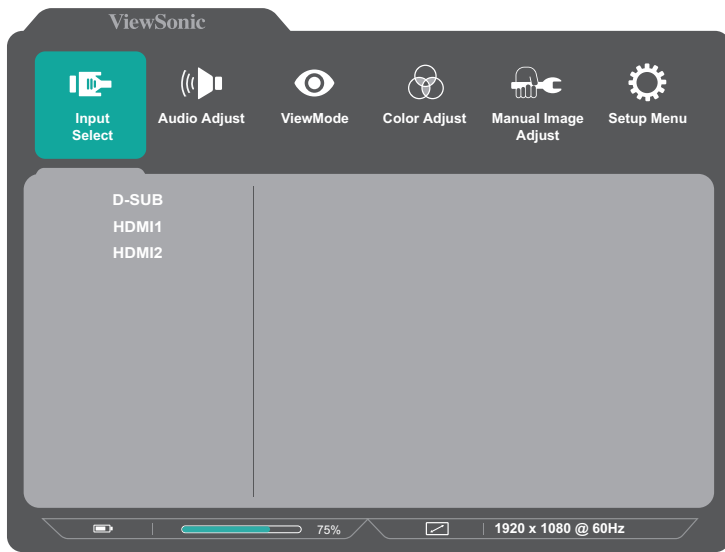 ViewSonic
Input
Select
Audio Adjust
ViewMode
Color Adjust
Manual Image
Adjust
Setup Menu
D-SUB
HDMI1
HDMI2
75%
1920 x 1080 @ 60Hz